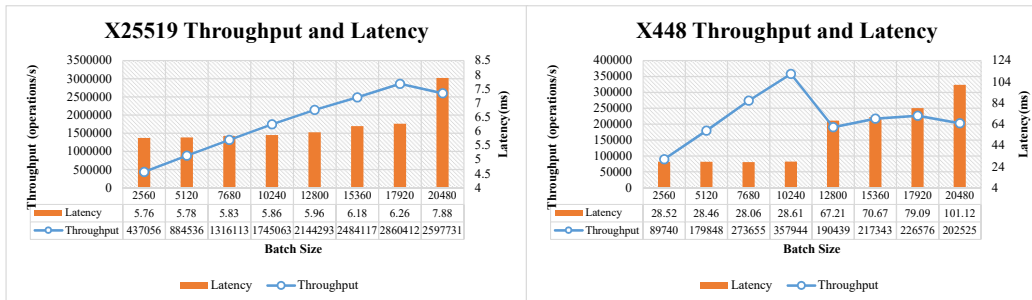 X25519 Throughput and Latency
Throughput (operations/s)
3500000
3000000
2500000
2000000
1500000
1000000
500000
0
8.5
8
7.5
7
6.5
6
5.5
5
4.5
4
Latency(ms)
2560 5120 7680 10240 12800 15360 17920 20480
Latency 5.76 5.78 5.83 5.86 5.96 6.18 6.26 7.88
Throughput 437056 884536 1316113 1745063 2144293 2484117 2860412 2597731
Batch Size
Latency Throughput
X448 Throughput and Latency
Throughput (operations/s)
400000
350000
300000
250000
200000
150000
100000
50000
0
124
104
84
64
44
24
4
Latency(ms)
2560 5120 7680 10240 12800 15360 17920 20480
Latency 28.52 28.46 28.06 28.61 67.21 70.67 79.09 101.12
Throughput 89740 179848 273655 357944 190439 217343 226576 202525
Batch Size
Latency Throughput